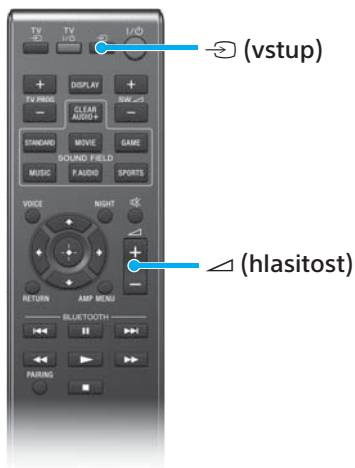 TV TV I/⏻
I/⏻
(vstup)
+ DISPLAY +
TV PROG SW
− CLEAR AUDIO+ −
STANDARD MOVIE GAME
SOUND FIELD
MUSIC P.AUDIO SPORTS
VOICE NIGHT
+
(hlasitost)
−
RETURN AMP MENU
BLUETOOTH
PAIRING